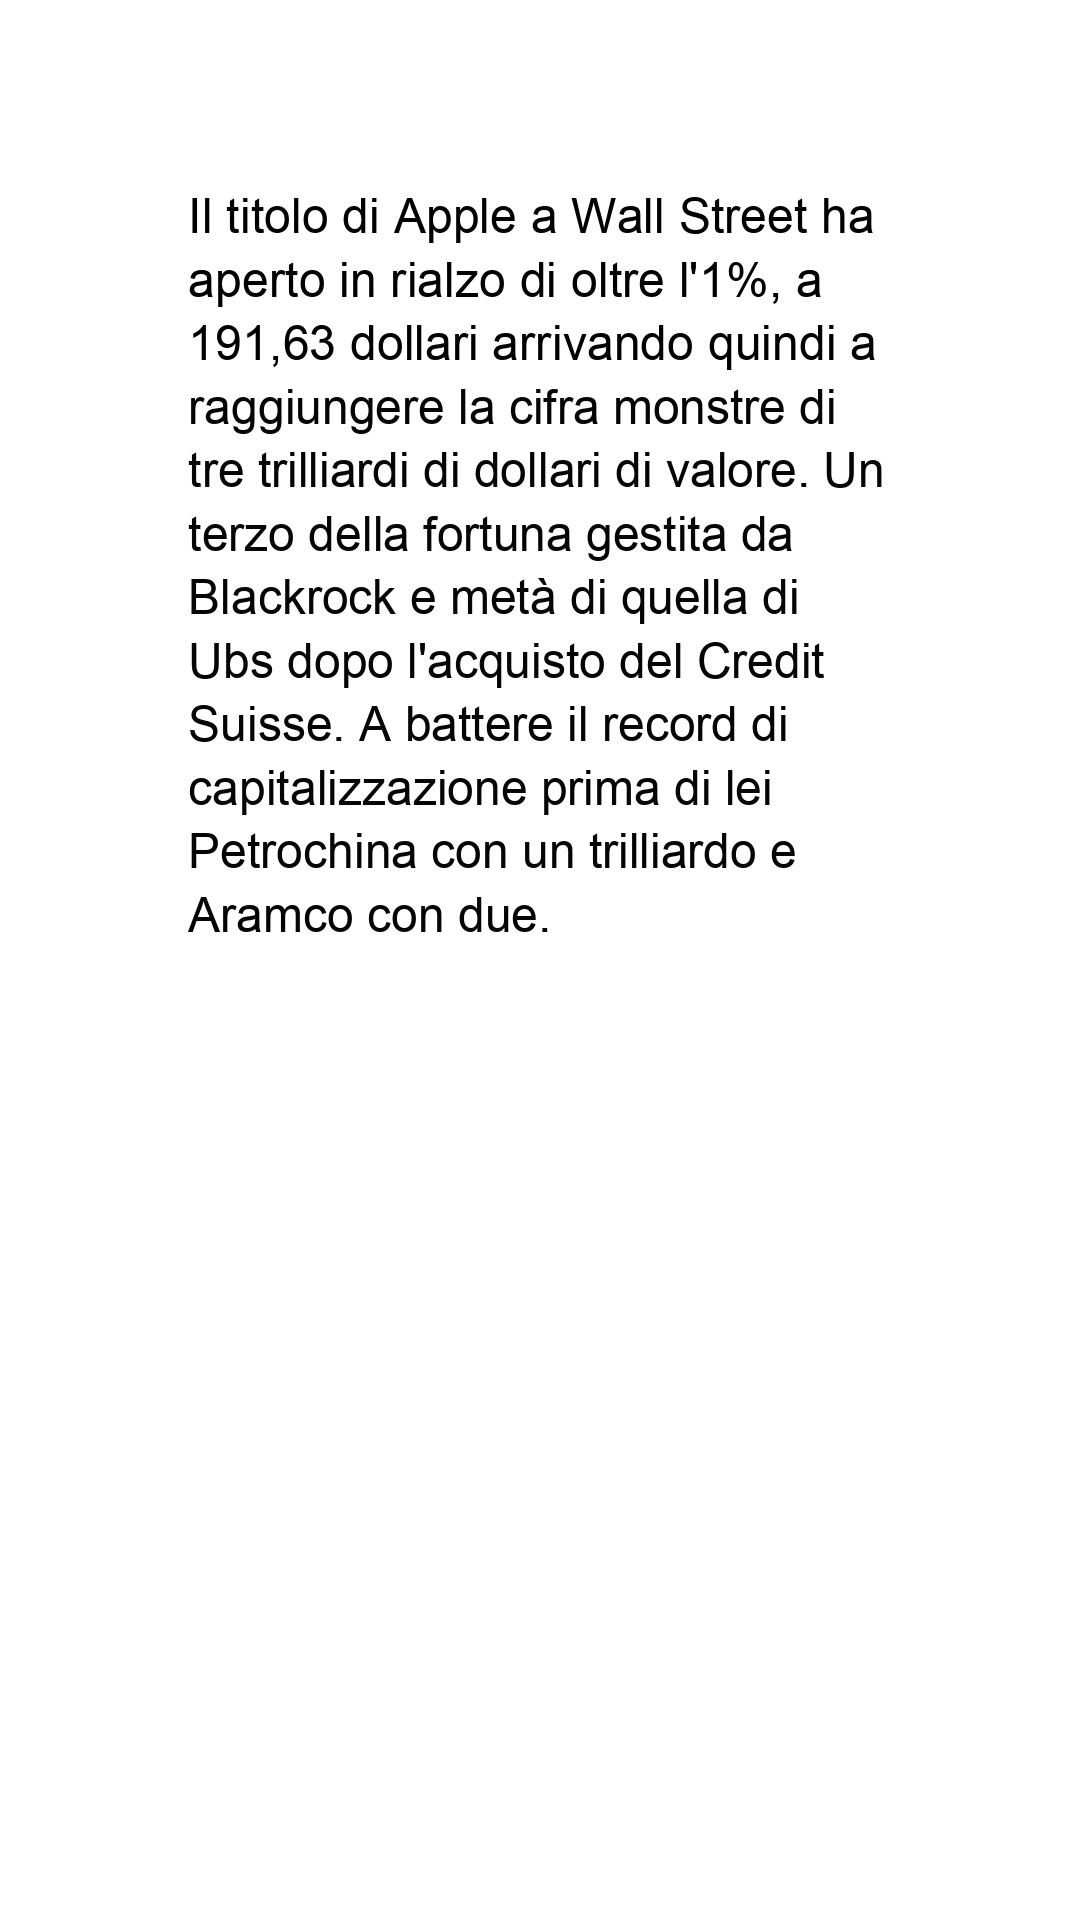 Il titolo di Apple a Wall Street ha
aperto in rialzo di oltre l'1%, a
191,63 dollari arrivando quindi a
raggiungere la cifra monstre di
tre trilliardi di dollari di valore. Un
terzo della fortuna gestita da
Blackrock e metà di quella di
Ubs dopo l'acquisto del Credit
Suisse. A battere il record di
capitalizzazione prima di lei
Petrochina con un trilliardo e
Aramco con due.